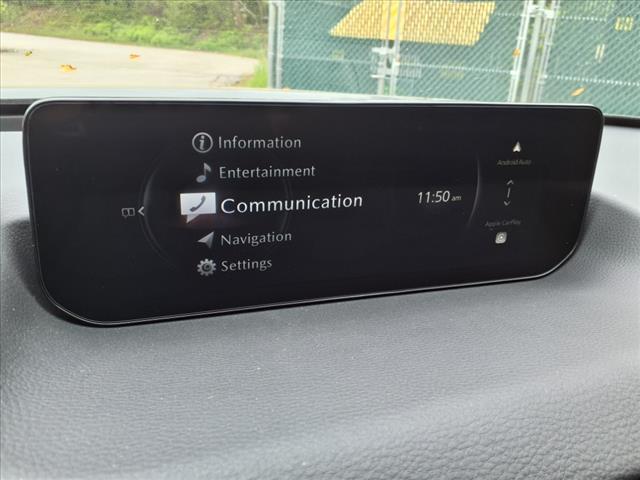 Information
Entertainment
Communication
Navigation
Settings
11:50 am
Android Auto
Apple CarPlay